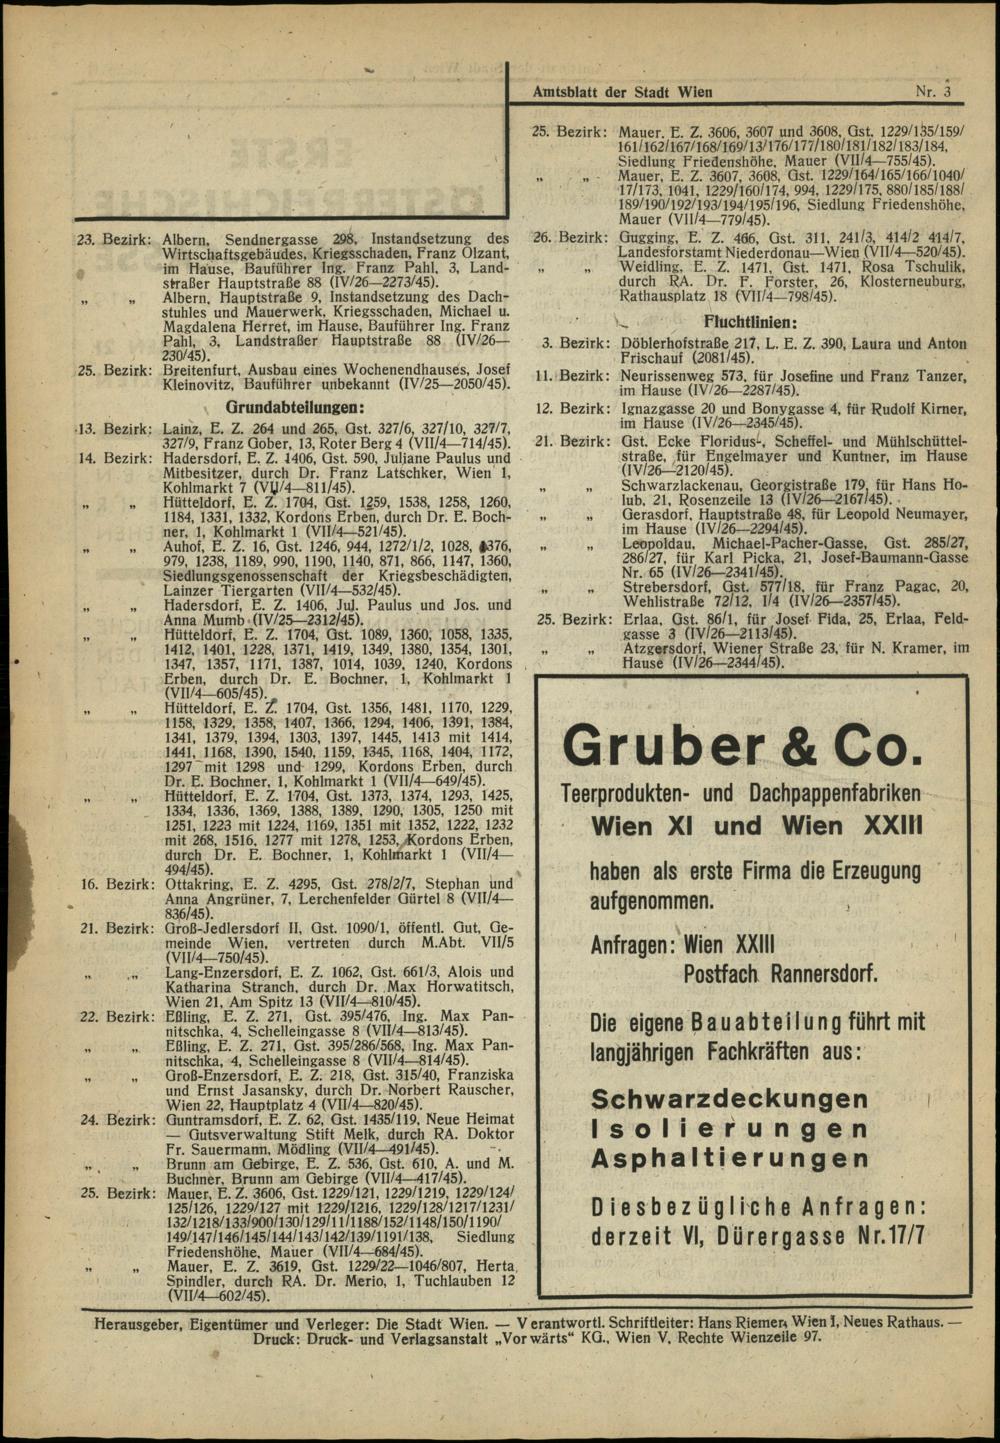 Amtsblatt der Stadt Wien Nr. 3
23. Bezirk: Albern, Sendnergasse 298, Instandsetzung des
Wirtschaftsgebäudes, Kriegsschaden, Franz Olzant,
im Hause, Bauführer Ing. Franz Pahl, 3, Land-
straßer Hauptstraße 88 (IV/26—2273/45).
„ „ Albern, Hauptstraße 9, Instandsetzung des Dach-
stuhles und Mauerwerk, Kriegsschaden, Michael u.
Magdalena Herret, im Hause, Bauführer Ing. Franz
Pahl, 3, Landstraßer Hauptstraße 88 (IV/26—
230/45).
25. Bezirk: Breitenfurt, Ausbau eines Wochenendhauses, Josef
Kleinovitz, Bauführer unbekannt (IV/25—2050/45).
Grundabteilungen:
13. Bezirk: Lainz, E. Z. 264 und 265, Gst. 327/6, 327/10, 327/7,
327/9, Franz Gober, 13, Roter Berg 4 (VII/4—714/45).
14. Bezirk: Hadersdorf, E. Z. 1406, Gst. 590, Juljane Paulus und
Mitbesitzer, durch Dr. Franz Latschker, Wien 1,
Kohlmarkt 7 (VII/4—811/45).
„ „ Hütteldorf, E. Z. 1704, Gst. 1259, 1538, 1258, 1260,
1184, 1331, 1332, Kordons Erben, durch Dr. E. Boch-
ner, 1, Kohlmarkt 1 (VII/4—521/45).
„ „ Auhof, E. Z. 16, Gst. 1246, 944, 1272/1/2, 1028, 1376,
979, 1238, 1189, 990, 1190, 1140, 871, 866, 1147, 1360,
Siedlungsgenossenschaft der Kriegsbeschädigten,
Lainzer Tiergarten (VII/4—532/45).
„ „ Hadersdorf, E. Z. 1406, Jul. Paulus und Jos. und
Anna Mumb (IV/25—2312/45).
„ „ Hütteldorf, E. Z. 1704, Gst. 1089, 1360, 1058, 1335,
1412, 1401, 1228, 1371, 1419, 1349, 1380, 1354, 1301,
1347, 1357, 1171, 1387, 1014, 1039, 1240, Kordons
Erben, durch Dr. E. Bochner, 1, Kohlmarkt 1
(VII/4—605/45).
„ „ Hütteldorf, E. Z. 1704, Gst. 1356, 1481, 1170, 1229,
1158, 1329, 1358, 1407, 1366, 1294, 1406, 1391, 1384,
1341, 1379, 1394, 1303, 1397, 1445, 1413 mit 1414,
1441, 1168, 1390, 1540, 1159, 1345, 1168, 1404, 1172,
1297 mit 1298 und 1299, Kordons Erben, durch
Dr. E. Bochner, 1, Kohlmarkt 1 (VII/4—649/45).
„ „ Hütteldorf, E. Z. 1704, Gst. 1373, 1374, 1293, 1425,
1334, 1336, 1369, 1388, 1389, 1290, 1305, 1250 mit
1251, 1223 mit 1224, 1169, 1351 mit 1352, 1222, 1232
mit 268, 1516, 1277 mit 1278, 1253, Kordons Erben,
durch Dr. E. Bochner, 1, Kohlmarkt 1 (VII/4—
494/45).
16. Bezirk: Ottakring, E. Z. 4295, Gst. 278/2/7, Stephan und
Anna Angrüner, 7, Lerchenfelder Gürtel 8 (VII/4—
836/45).
21. Bezirk: Groß-Jedlersdorf II, Gst. 1090/1, öffentl. Gut, Ge-
meinde Wien, vertreten durch M.Abt. VII/5
(VII/4—750/45).
„ „ Lang-Enzersdorf, E. Z. 1062, Gst. 661/3, Alois und
Katharina Stranch, durch Dr. Max Horwatitsch,
Wien 21, Am Spitz 13 (VII/4—810/45).
22. Bezirk: Eßling, E. Z. 271, Gst. 395/476, Ing. Max Pan-
nitschka, 4, Schelleingasse 8 (VII/4—813/45).
„ „ Eßling, E. Z. 271, Gst. 395/286/568, Ing. Max Pan-
nitschka, 4, Schelleingasse 8 (VII/4—814/45).
„ „ Groß-Enzersdorf, E. Z. 218, Gst. 315/40, Franziska
und Ernst Jasansky, durch Dr. Norbert Rauscher,
Wien 22, Hauptplatz 4 (VII/4—820/45).
24. Bezirk: Guntramsdorf, E. Z. 62, Gst. 1435/119, Neue Heimat
— Gutsverwaltung Stift Melk, durch RA. Doktor
Fr. Sauermann, Mödling (VII/4—491/45).
„ „ Brunn am Gebirge, E. Z. 536, Gst. 610, A. und M.
Buchner, Brunn am Gebirge (VII/4—417/45).
25. Bezirk: Mauer, E. Z. 3606, Gst. 1229/121, 1229/1219, 1229/124/
125/126, 1229/127 mit 1229/1216, 1229/128/1217/1231/
132/1218/133/900/130/129/11/1188/152/1148/150/1190/
149/147/146/145/144/143/142/139/1191/138, Siedlung
Friedenshöhe, Mauer (VII/4—684/45).
„ „ Mauer, E. Z. 3619, Gst. 1229/22—1046/807, Herta
Spindler, durch RA. Dr. Merio, 1, Tuchlauben 12
(VII/4—602/45).
25. Bezirk: Mauer, E. Z. 3606, 3607 und 3608, Gst. 1229/135/159/
161/162/167/168/169/13/176/177/180/181/182/183/184,
Siedlung Friedenshöhe, Mauer (VII/4—755/45).
„ „ Mauer, E. Z. 3607, 3608, Gst. 1229/164/165/166/1040/
17/173, 1041, 1229/160/174, 994, 1229/175, 880/185/188/
189/190/192/193/194/195/196, Siedlung Friedenshöhe,
Mauer (VII/4—779/45).
26. Bezirk: Gugging, E. Z. 466, Gst. 311, 241/3, 414/2 414/7,
Landesforstamt Niederdonau—Wien (VII/4—520/45).
„ „ Weidling, E. Z. 1471, Gst. 1471, Rosa Tschulik,
durch RA. Dr. F. Forster, 26, Klosterneuburg,
Rathausplatz 18 (VII/4—798/45).
Fluchtlinien:
3. Bezirk: Döblerhofstraße 217, L. E. Z. 390, Laura und Anton
Frischauf (2081/45).
11. Bezirk: Neurissenweg 573, für Josefine und Franz Tanzer,
im Hause (IV/26—2287/45).
12. Bezirk: Ignazgasse 20 und Bonygasse 4, für Rudolf Kirner,
im Hause (IV/26—2345/45).
21. Bezirk: Gst. Ecke Floridus-, Scheffel- und Mühlschüttel-
straße, für Engelmayer und Kuntner, im Hause
(IV/26—2120/45).
„ „ Schwarzlackenau, Georgistraße 179, für Hans Ho-
lub, 21, Rosenzeile 13 (IV/26—2167/45).
„ „ Gerasdorf, Hauptstraße 48, für Leopold Neumayer,
im Hause (IV/26—2294/45).
„ „ Leopoldau, Michael-Pacher-Gasse, Gst. 285/27,
286/27, für Karl Picka, 21, Josef-Baumann-Gasse
Nr. 65 (IV/26—2341/45).
„ „ Strebersdorf, Gst. 577/18, für Franz Pagac, 20,
Wehlistraße 72/12, I/4 (IV/26—2357/45).
25. Bezirk: Erlaa, Gst. 86/1, für Josef Fida, 25, Erlaa, Feld-
gasse 3 (IV/26—2113/45).
„ „ Atzgersdorf, Wiener Straße 23, für N. Kramer, im
Hause (IV/26—2344/45).
Gruber & Co.
Teerprodukten- und Dachpappenfabriken
Wien XI und Wien XXIII
haben als erste Firma die Erzeugung
aufgenommen.
Anfragen: Wien XXIII
Postfach Rannersdorf.
Die eigene Bauabteilung führt mit
langjährigen Fachkräften aus:
Schwarzdeckungen
Isolierungen
Asphaltierungen
Diesbezügliche Anfragen:
derzeit VI, Dürergasse Nr. 17/7
Herausgeber, Eigentümer und Verleger: Die Stadt Wien. — Verantwortl. Schriftleiter: Hans Riemer, Wien I, Neues Rathaus. —
Druck: Druck- und Verlagsanstalt „Vorwärts“ KG., Wien V, Rechte Wienzeile 97.